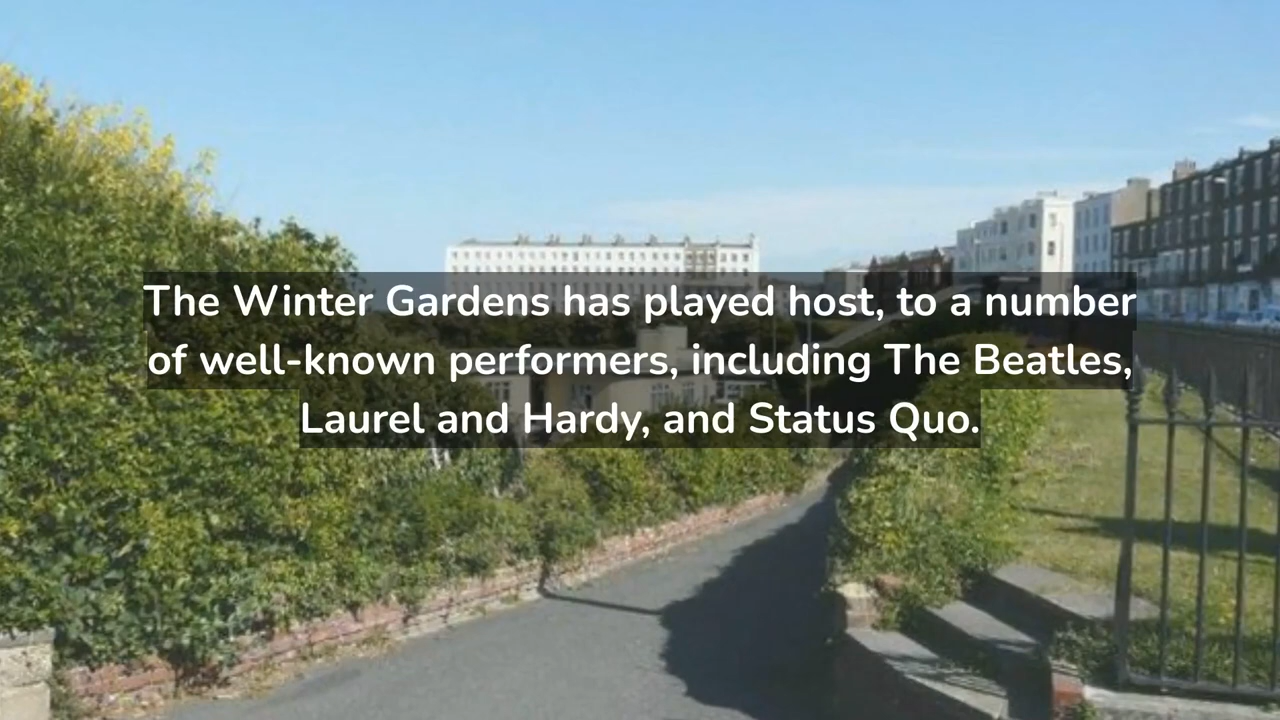 The Winter Gardens has played host, to a number
of well-known performers, including The Beatles,
Laurel and Hardy, and Status Quo.